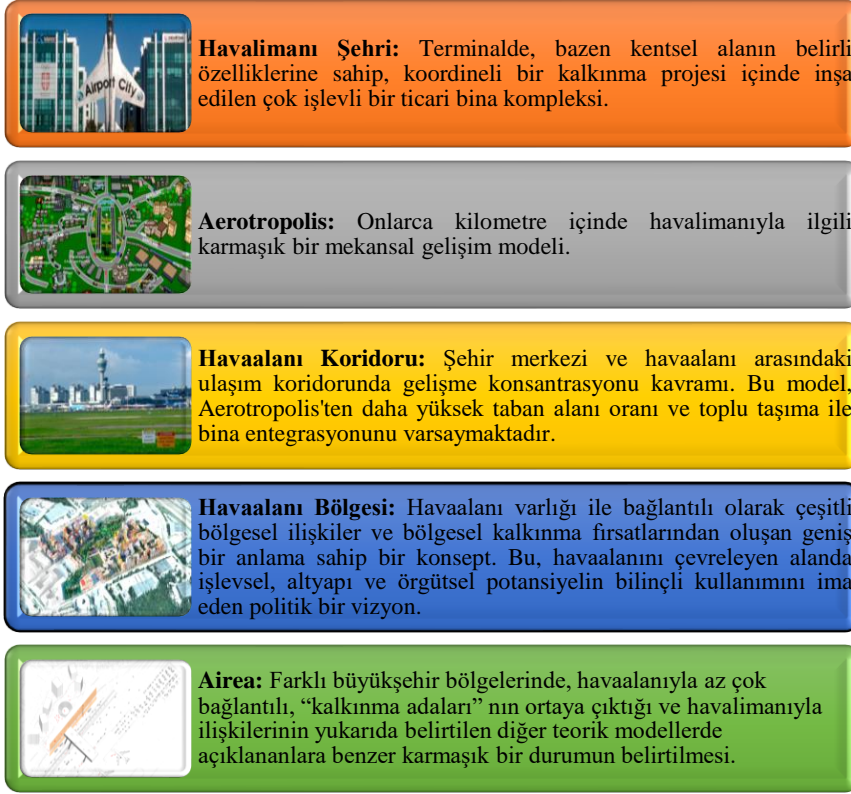 Airport City
Havalimanı Şehri: Terminalde, bazen kentsel alanın belirli
özelliklerine sahip, koordineli bir kalkınma projesi içinde inşa
edilen çok işlevli bir ticari bina kompleksi.
Aerotropolis: Onlarca kilometre içinde havalimanıyla ilgili
karmaşık bir mekansal gelişim modeli.
Havaalanı Koridoru: Şehir merkezi ve havaalanı arasındaki
ulaşım koridorunda gelişme konsantrasyonu kavramı. Bu model,
Aerotropolis'ten daha yüksek taban alanı oranı ve toplu taşıma ile
bina entegrasyonunu varsaymaktadır.
Havaalanı Bölgesi: Havaalanı varlığı ile bağlantılı olarak çeşitli
bölgesel ilişkiler ve bölgesel kalkınma fırsatlarından oluşan geniş
bir anlama sahip bir konsept. Bu, havaalanını çevreleyen alanda
işlevsel, altyapı ve örgütsel potansiyelin bilinçli kullanımını ima
eden politik bir vizyon.
Airea: Farklı büyükşehir bölgelerinde, havaalanıyla az çok
bağlantılı, “kalkınma adaları” nın ortaya çıktığı ve havalimanıyla
ilişkilerinin yukarıda belirtilen diğer teorik modellerde
açıklananlara benzer karmaşık bir durumun belirtilmesi.